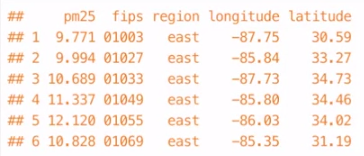 ##     pm25  fips region longitude latitude
## 1  9.771 01003   east    -87.75    30.59
## 2  9.994 01027   east    -85.84    33.27
## 3 10.689 01033   east    -87.73    34.73
## 4 11.337 01049   east    -85.80    34.46
## 5 12.120 01055   east    -86.03    34.02
## 6 10.828 01069   east    -85.35    31.19